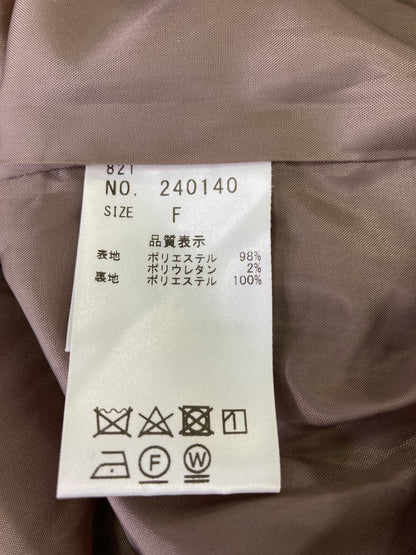 821
NO. 240140
SIZE F
品質表示
表地 ポリエステル 98%
ポリウレタン 2%
裏地 ポリエステル 100%
1
F
W